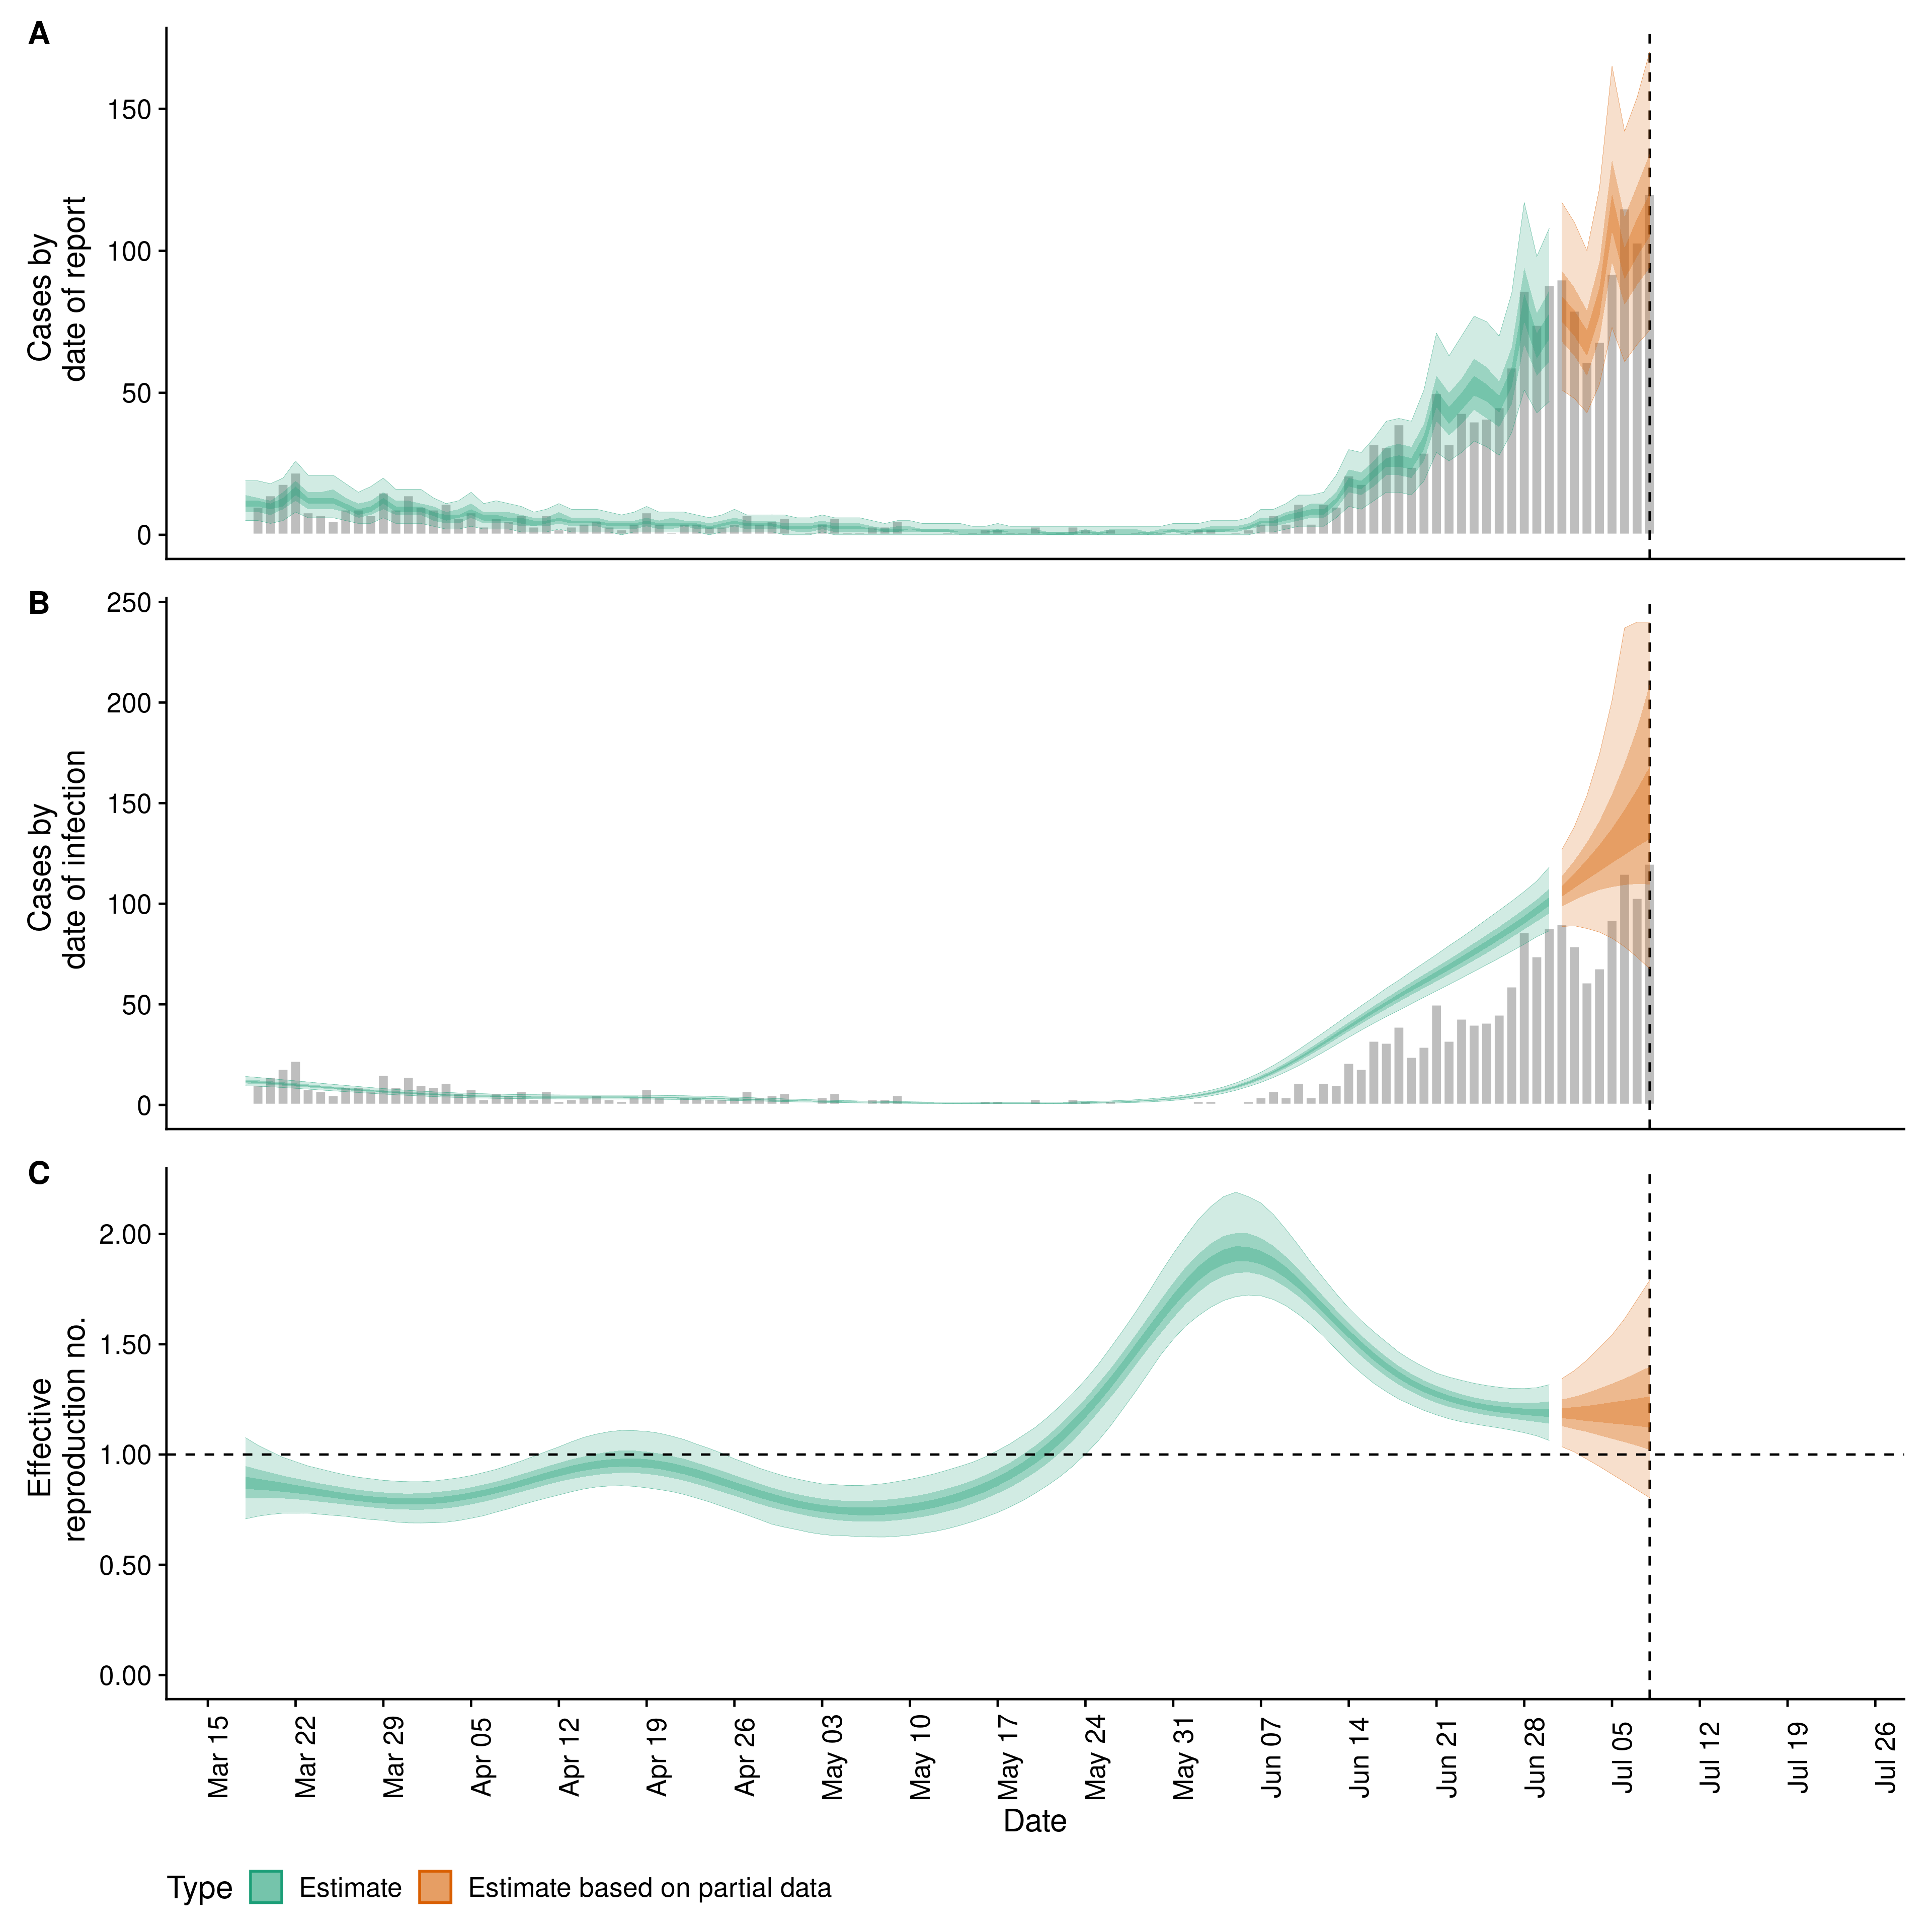 A
Cases by
date of report
150
100
50
0
B
Cases by
date of infection
250
200
150
100
50
0
C
Effective
reproduction no.
2.00
1.50
1.00
0.50
0.00
Mar 15
Mar 22
Mar 29
Apr 05
Apr 12
Apr 19
Apr 26
May 03
May 10
May 17
May 24
May 31
Jun 07
Jun 14
Jun 21
Jun 28
Jul 05
Jul 12
Jul 19
Jul 26
Date
Type Estimate Estimate based on partial data